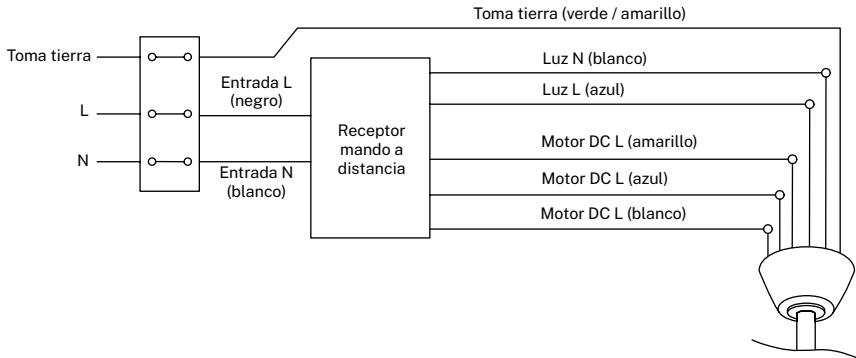 Toma tierra (verde / amarillo)
Toma tierra
L
N
Entrada L
(negro)
Entrada N
(blanco)
Receptor
mando a
distancia
Luz N (blanco)
Luz L (azul)
Motor DC L (amarillo)
Motor DC L (azul)
Motor DC L (blanco)